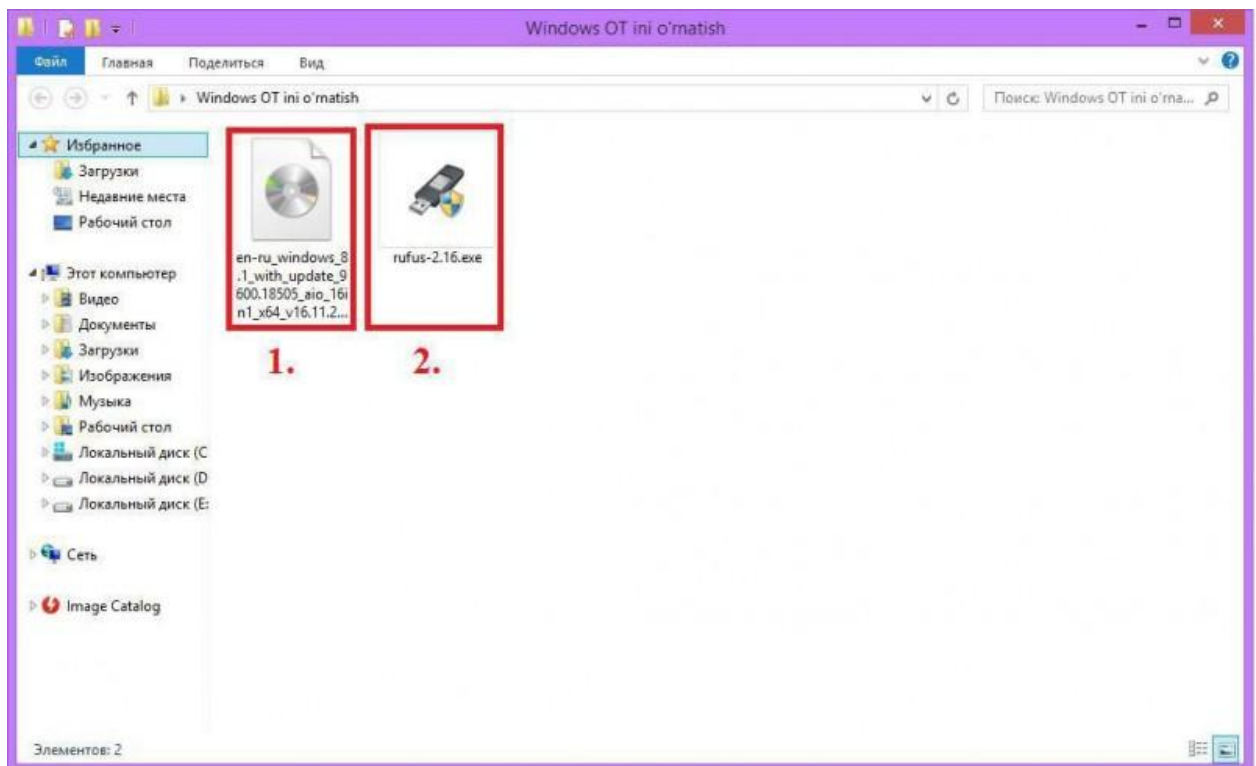 Windows OT ini o'rnatish
Файл Главная Поделиться Вид
Windows OT ini o'rnatish
Поиск: Windows OT ini o'rna...
Избранное
Загрузки
Недавние места
Рабочий стол
Этот компьютер
Видео
Документы
Загрузки
Изображения
Музыка
Рабочий стол
Локальный диск (C
Локальный диск (D
Локальный диск (E:
Сеть
Image Catalog
en-ru_windows_8
.1_with_update_9
600.18505_aio_16i
n1_x64_v16.11.2...
rufus-2.16.exe
1.
2.
Элементов: 2